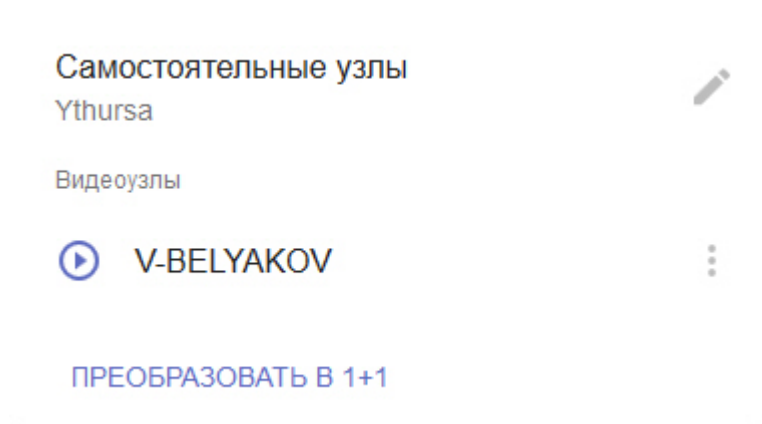 Самостоятельные узлы
Ythursa
Видеоузлы
V-BELYAKOV
ПРЕОБРАЗОВАТЬ В 1+1